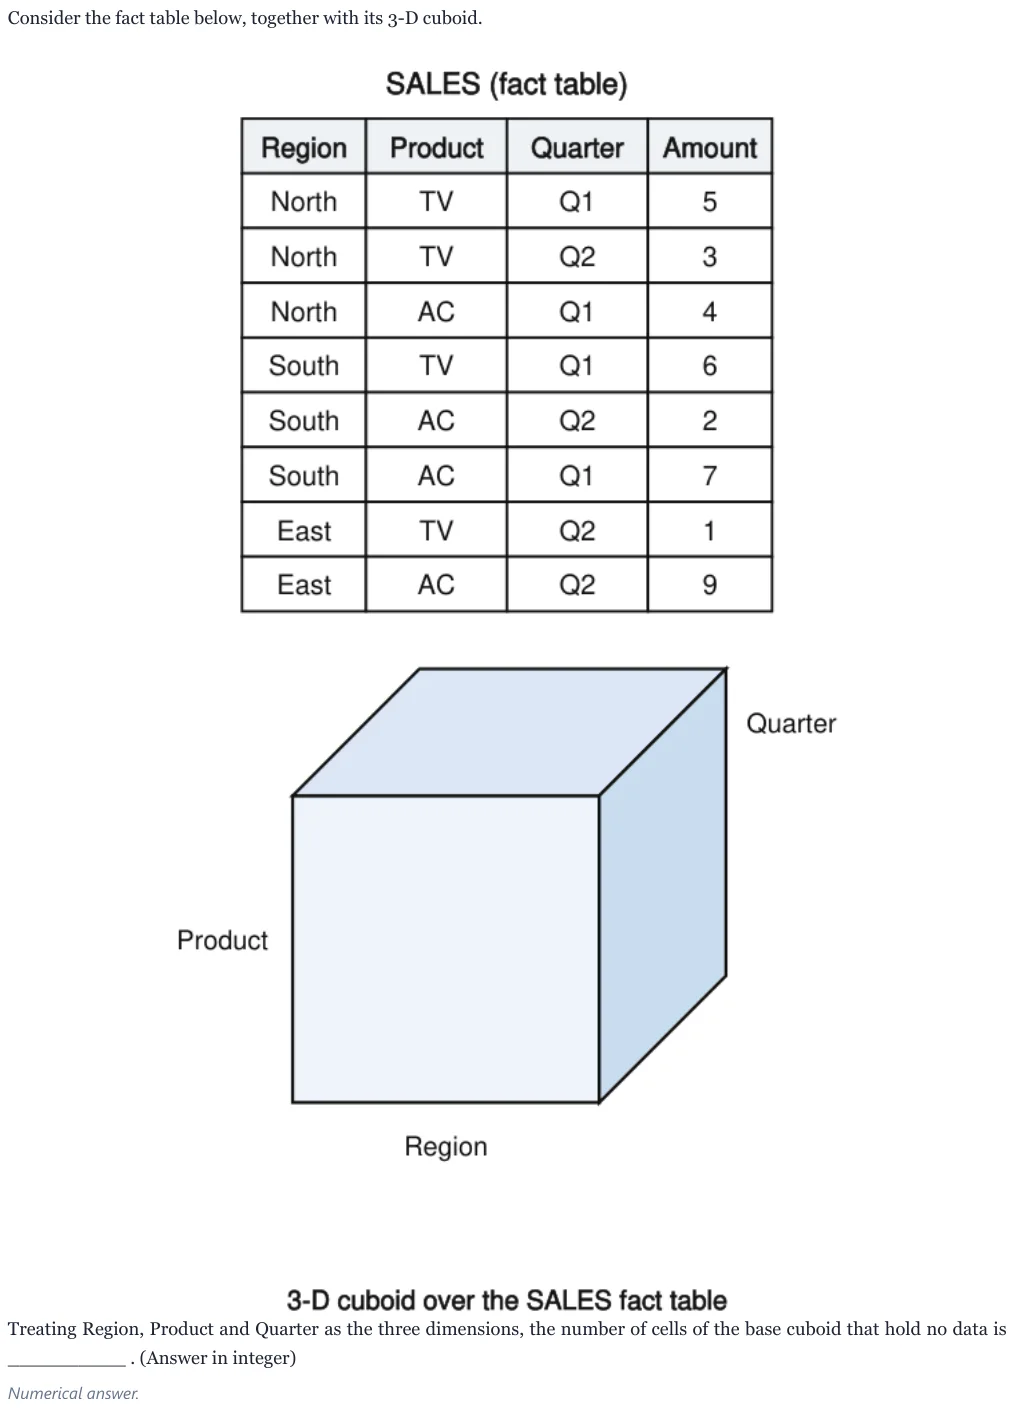 Consider the fact table below, together with its 3-D cuboid.
SALES (fact table)
Region Product Quarter Amount
North TV Q1 5
North TV Q2 3
North AC Q1 4
South TV Q1 6
South AC Q2 2
South AC Q1 7
East TV Q2 1
East AC Q2 9
Quarter
Product
Region
3-D cuboid over the SALES fact table
Treating Region, Product and Quarter as the three dimensions, the number of cells of the base cuboid that hold no data is
____________ . (Answer in integer)
Numerical answer.